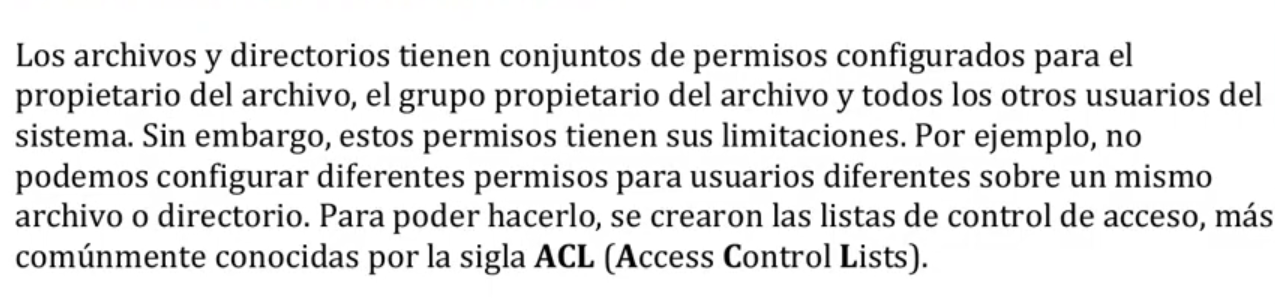 Los archivos y directorios tienen conjuntos de permisos configurados para el
propietario del archivo, el grupo propietario del archivo y todos los otros usuarios del
sistema. Sin embargo, estos permisos tienen sus limitaciones. Por ejemplo, no
podemos configurar diferentes permisos para usuarios diferentes sobre un mismo
archivo o directorio. Para poder hacerlo, se crearon las listas de control de acceso, más
comúnmente conocidas por la sigla ACL (Access Control Lists).